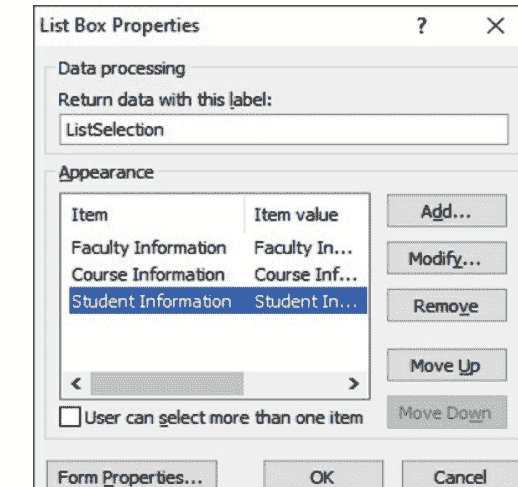 List Box Properties ?
Data processing
Return data with this label:
ListSelection
Appearance
Item Item value
Faculty Information Faculty In...
Course Information Course Inf...
Student Information Student In...
Add...
Modify...
Remove
Move Up
Move Down
User can select more than one item
Form Properties... OK Cancel